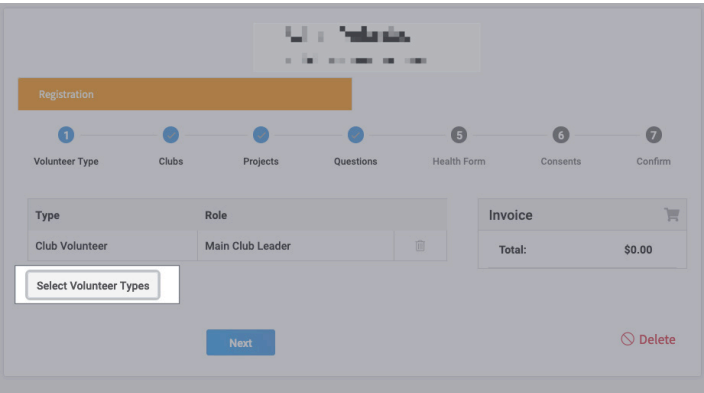 Registration
1 5 6 7
Volunteer Type Clubs Projects Questions Health Form Consents Confirm
Type Role
Club Volunteer Main Club Leader
Invoice
Total: $0.00
Select Volunteer Types
Next
Delete